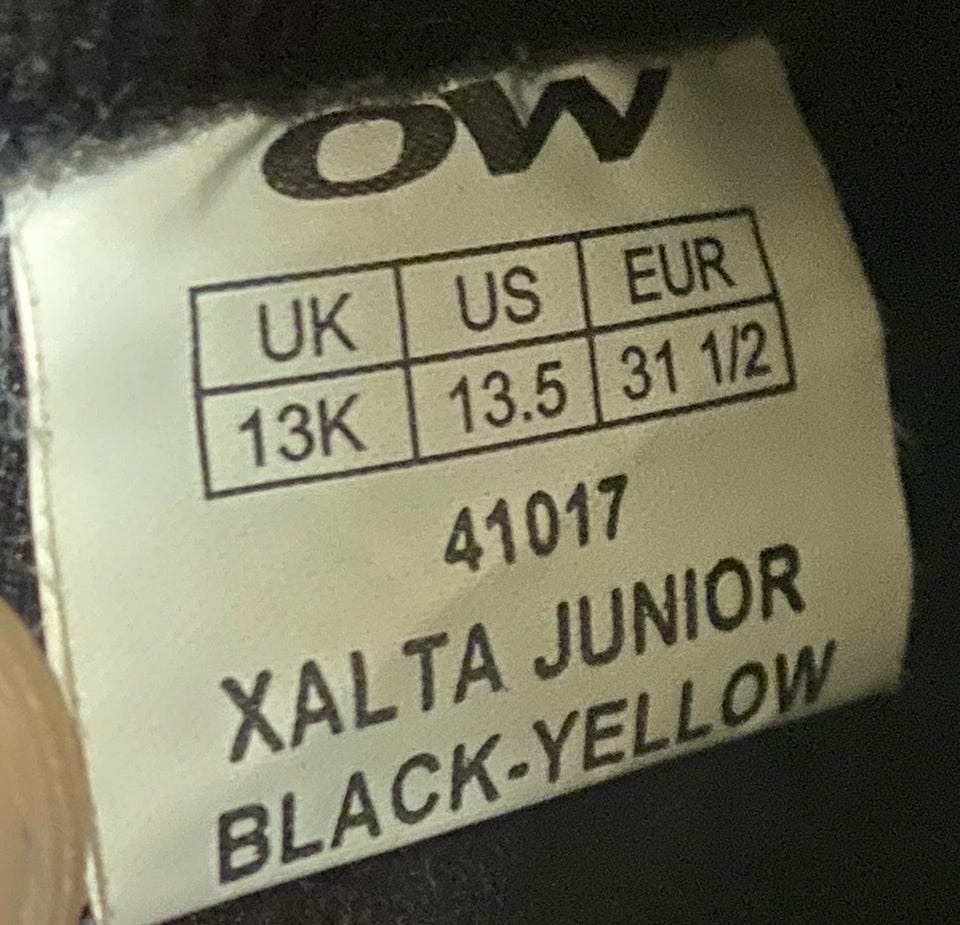 OW
UK US EUR
13K 13.5 31 1/2
41017
XALTA JUNIOR
BLACK-YELLOW